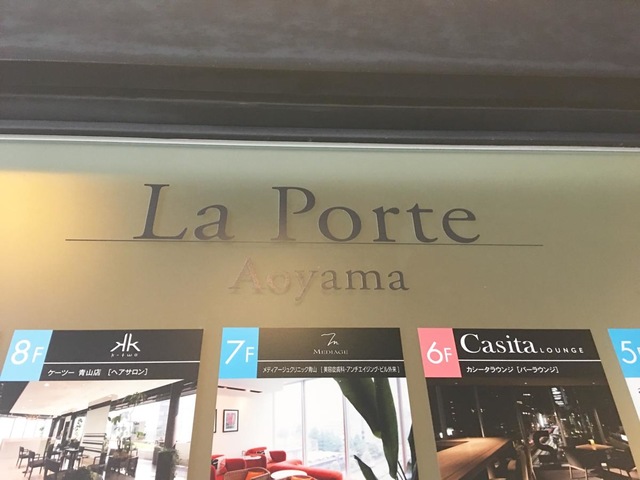 La Porte
Aoyama
8F
k-two
ケーツー 青山店 [ヘアサロン]
7F
MEDIAGE
メディアージュクリニック青山 [美容皮膚科・アンチエイジング・ビル外来]
6F
Casita LOUNGE
カシータラウンジ [バーラウンジ]
5